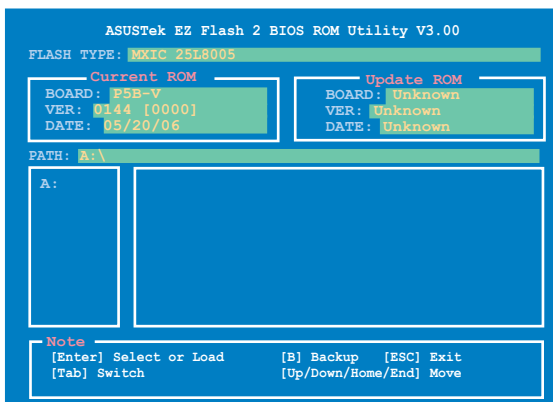 ASUSTek EZ Flash 2 BIOS ROM Utility V3.00
FLASH TYPE: MXIC 25L8005
Current ROM
BOARD: P5B-V
VER: 0144 [0000]
DATE: 05/20/06
Update ROM
BOARD: Unknown
VER: Unknown
DATE: Unknown
PATH: A:\
A:
Note
[Enter] Select or Load [B] Backup [ESC] Exit
[Tab] Switch [Up/Down/Home/End] Move